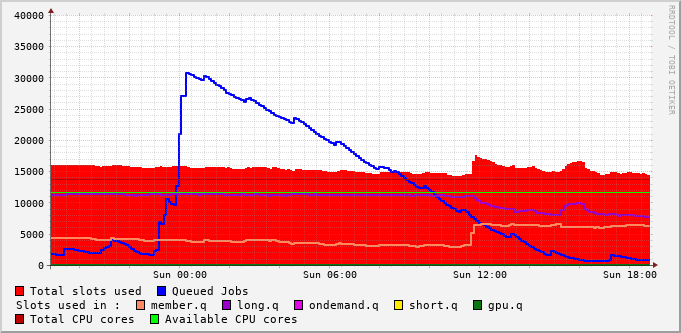 40000
35000
30000
25000
20000
15000
10000
5000
0
Sun 00:00 Sun 06:00 Sun 12:00 Sun 18:00
Total slots used Queued Jobs
Slots used in : member.q long.q ondemand.q short.q gpu.q
Total CPU cores Available CPU cores
RRDTOOL / TOBI OETIKER